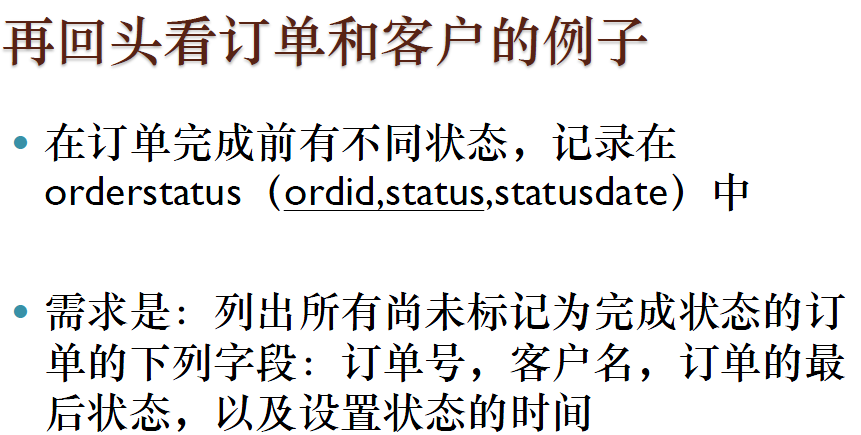 再回头看订单和客户的例子
• 在订单完成前有不同状态，记录在
orderstatus（ordid,status,statusdate）中
• 需求是：列出所有尚未标记为完成状态的订
单的下列字段：订单号，客户名，订单的最
后状态，以及设置状态的时间